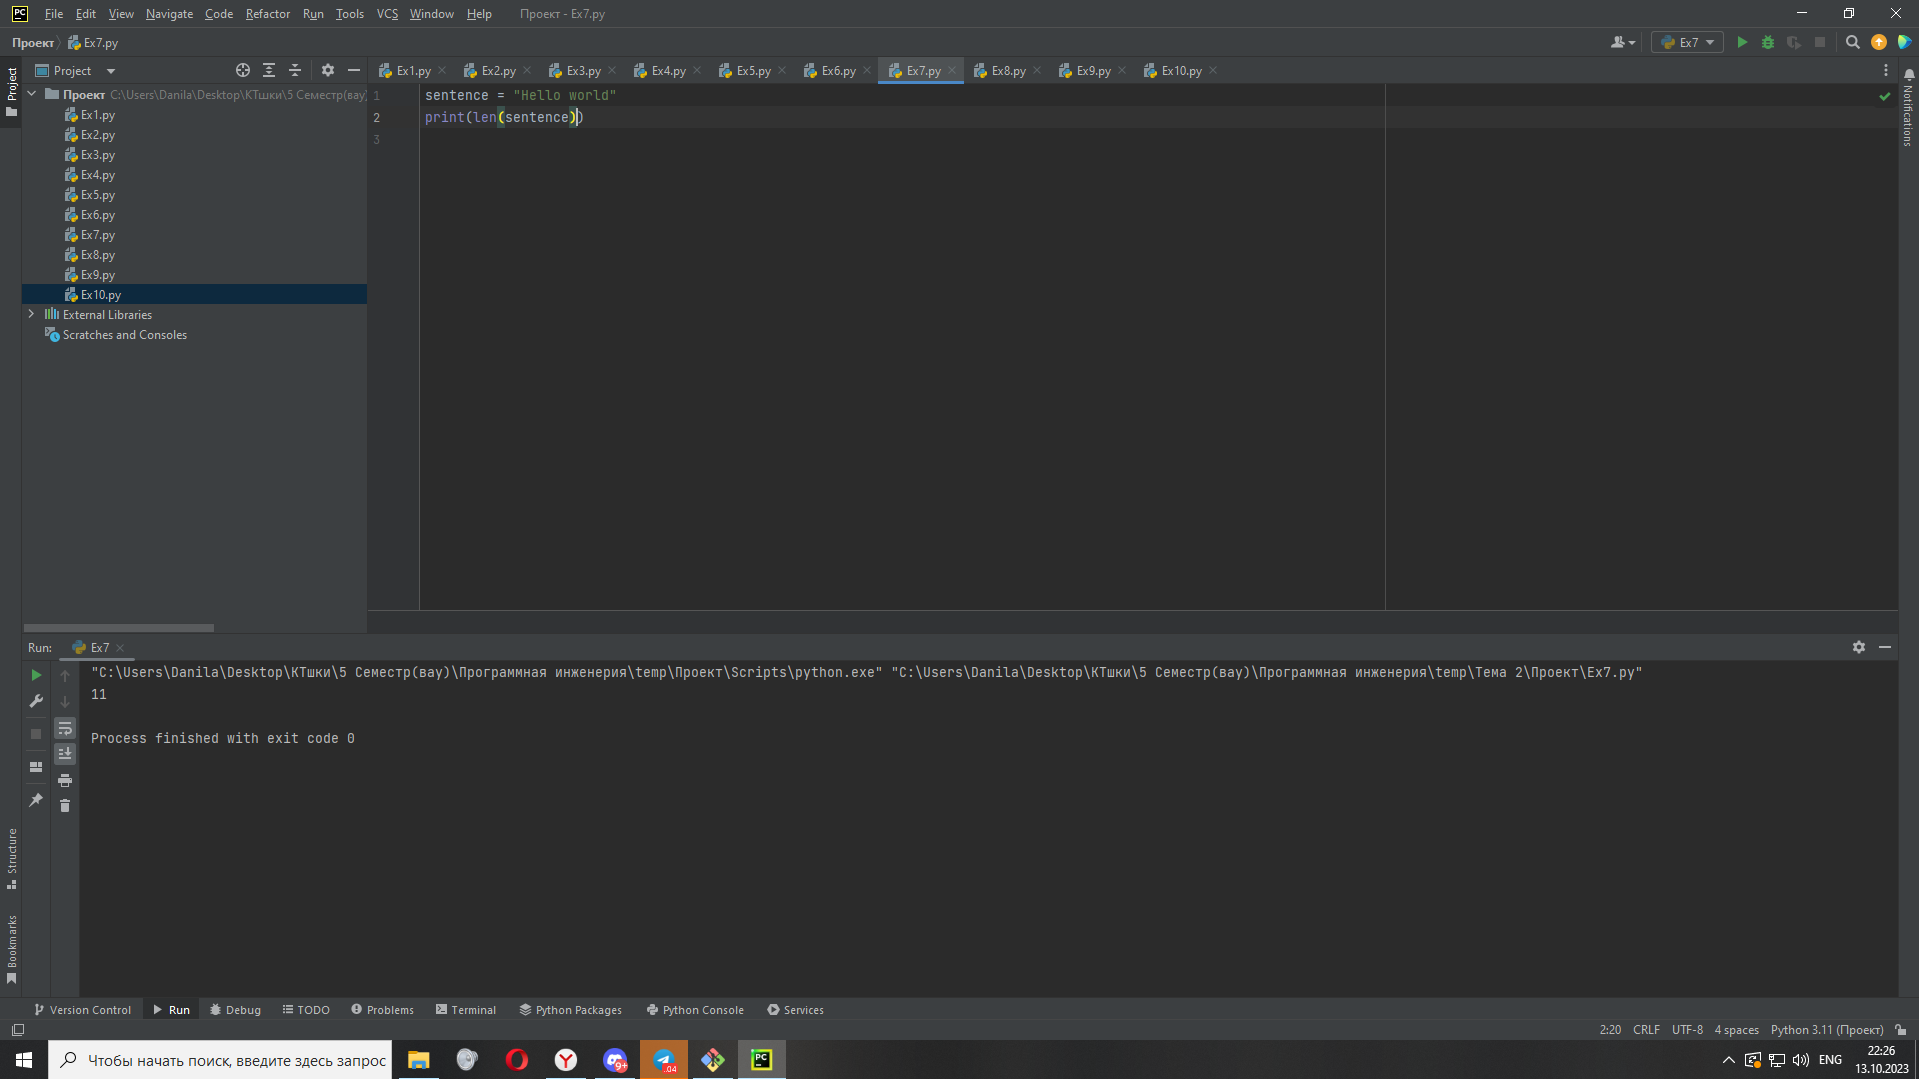 File Edit View Navigate Code Refactor Run Tools VCS Window Help Проект - Ex7.py
Проект Ex7.py
Ex7
Project
Project
Ex1.py Ex2.py Ex3.py Ex4.py Ex5.py Ex6.py Ex7.py Ex8.py Ex9.py Ex10.py
Notifications
Проект C:\Users\Danila\Desktop\КТшки\5 Семестр(вау)
Ex1.py
Ex2.py
Ex3.py
Ex4.py
Ex5.py
Ex6.py
Ex7.py
Ex8.py
Ex9.py
Ex10.py
External Libraries
Scratches and Consoles
1 sentence = "Hello world"
2 print(len(sentence))
3
Run: Ex7
"C:\Users\Danila\Desktop\КТшки\5 Семестр(вау)\Программная инженерия\temp\Проект\Scripts\python.exe" "C:\Users\Danila\Desktop\КТшки\5 Семестр(вау)\Программная инженерия\temp\Тема 2\Проект\Ex7.py"
11
Process finished with exit code 0
Structure
Bookmarks
Version Control Run Debug TODO Problems Terminal Python Packages Python Console Services
2:20 CRLF UTF-8 4 spaces Python 3.11 (Проект)
Чтобы начать поиск, введите здесь запрос
9+
..04
PC
ENG
22:26
13.10.2023